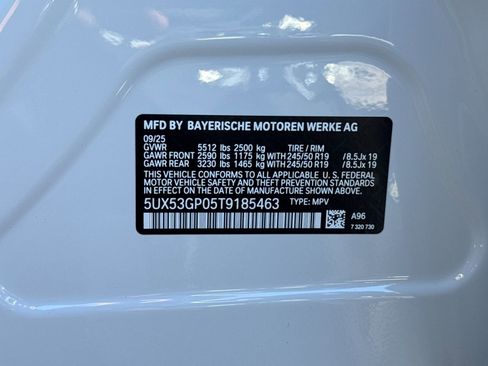 MFD BY BAYERISCHE MOTOREN WERKE AG
09/25
GVWR 5512 lbs 2500 kg TIRE / RIM
GAWR FRONT 2590 lbs 1175 kg WITH 245/50 R19 /8.5Jx 19
GAWR REAR 3230 lbs 1465 kg WITH 245/50 R19 /8.5Jx 19
THIS VEHICLE CONFORMS TO ALL APPLICABLE
U.S. FEDERAL MOTOR VEHICLE SAFETY STANDARDS
IN EFFECT ON THE DATE OF MANUFACTURE SHOWN ABOVE.
5UX53GP05T9185463
TYPE: MPV
A96
7 320 730